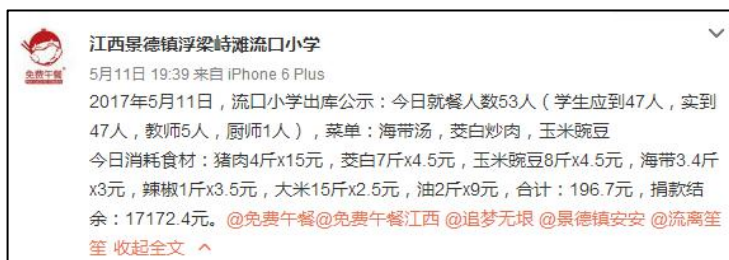 江西景德镇浮梁峙滩流口小学
免费午餐
5月11日 19:39 来自 iPhone 6 Plus
2017年5月11日，流口小学出库公示：今日就餐人数53人（学生应到47人，实到
47人，教师5人，厨师1人），菜单：海带汤，茭白炒肉，玉米豌豆
今日消耗食材：猪肉4斤x15元，茭白7斤x4.5元，玉米豌豆8斤x4.5元，海带3.4斤
x3元，辣椒1斤x3.5元，大米15斤x2.5元，油2斤x9元，合计：196.7元，捐款结
余：17172.4元。@免费午餐@免费午餐江西 @追梦无垠 @景德镇安安 @流离笙
笙 收起全文